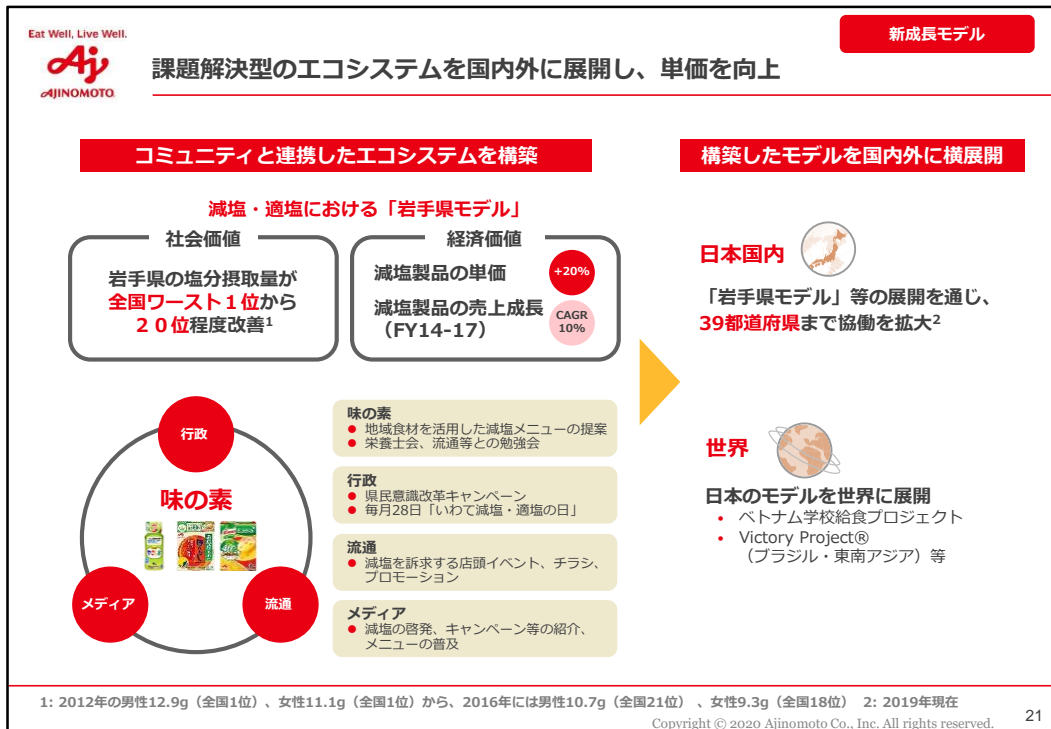 Eat Well, Live Well.
Aj
AJINOMOTO
新成長モデル
課題解決型のエコシステムを国内外に展開し、単価を向上
コミュニティと連携したエコシステムを構築
減塩・適塩における「岩手県モデル」
社会価値
岩手県の塩分摂取量が
全国ワースト1位から
20位程度改善1
経済価値
減塩製品の単価
+20%
減塩製品の売上成長
(FY14-17)
CAGR
10%
行政
味の素
メディア
流通
味の素
● 地域食材を活用した減塩メニューの提案
● 栄養士会、流通等との勉強会
行政
● 県民意識改革キャンペーン
● 毎月28日「いわて減塩・適塩の日」
流通
● 減塩を訴求する店頭イベント、チラシ、
プロモーション
メディア
● 減塩の啓発、キャンペーン等の紹介、
メニューの普及
構築したモデルを国内外に横展開
日本国内
「岩手県モデル」等の展開を通じ、
39都道府県まで協働を拡大2
世界
日本のモデルを世界に展開
• ベトナム学校給食プロジェクト
• Victory Project®
(ブラジル・東南アジア)等
1: 2012年の男性12.9g(全国1位)、女性11.1g(全国1位)から、2016年には男性10.7g(全国21位)、女性9.3g(全国18位) 2: 2019年現在
Copyright © 2020 Ajinomoto Co., Inc. All rights reserved.
21